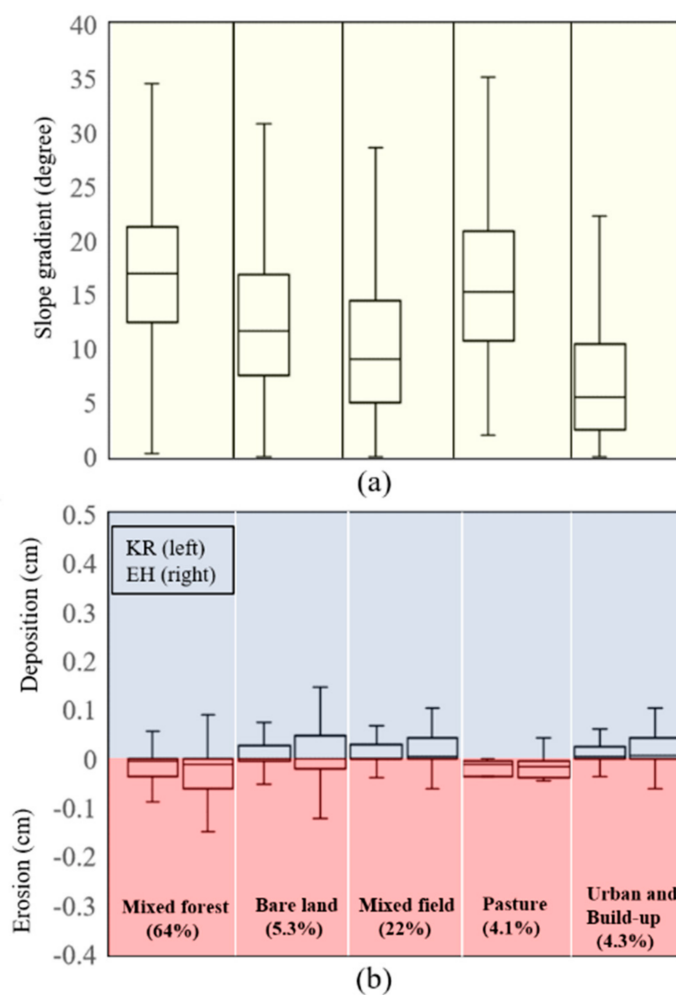 40
35
30
25
20
15
10
5
0
Slope gradient (degree)
(a)
0.5
0.4
0.3
0.2
0.1
0
-0.1
-0.2
-0.3
-0.4
Deposition (cm)
Erosion (cm)
KR (left)
EH (right)
Mixed forest
(64%)
Bare land
(5.3%)
Mixed field
(22%)
Pasture
(4.1%)
Urban and
Build-up
(4.3%)
(b)